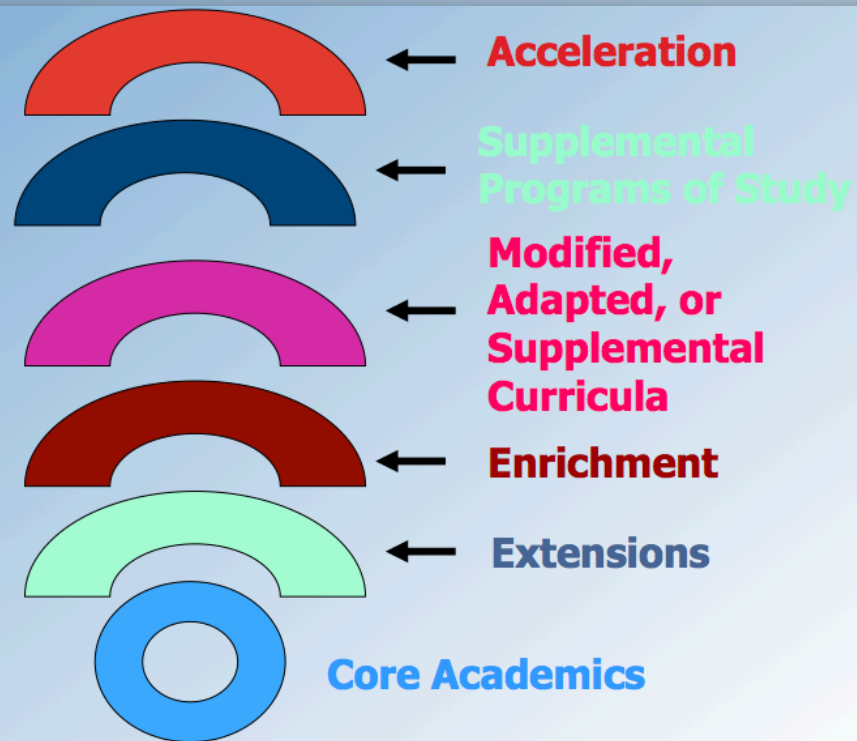 Acceleration
Supplemental
Programs of Study
Modified,
Adapted, or
Supplemental
Curricula
Enrichment
Extensions
Core Academics